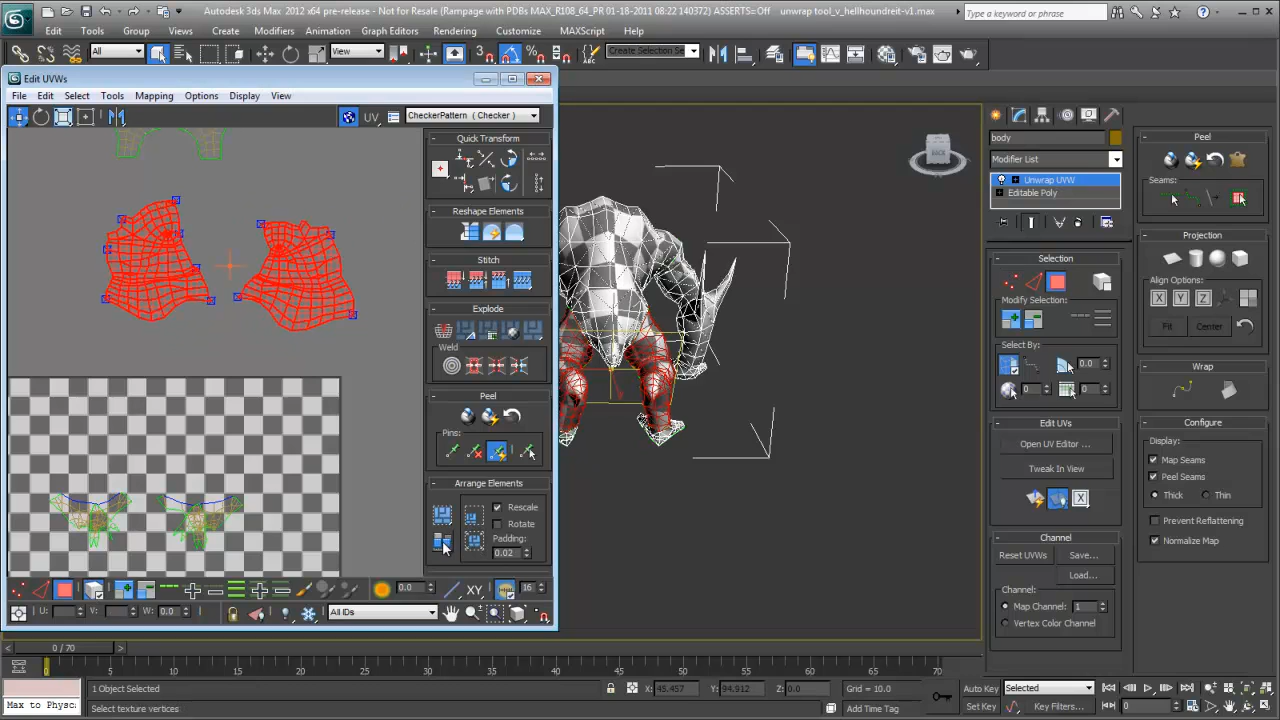 Autodesk 3ds Max 2012 x64 pre-release - Not for Resale (Rampage with PDBs MAX_R108_64_PR 01-18-2011 08:22 140372) ASSERTS=Off unwrap tool_v_hellhoundreit-v1.max
Type a keyword or phrase
Edit Tools Group Views Create Modifiers Animation Graph Editors Rendering Customize MAXScript Help
All View Create Selection Se
Edit UVWs
File Edit Select Tools Mapping Options Display View
UV CheckerPattern ( Checker )
Quick Transform
Reshape Elements
Stitch
Explode
Weld
Peel
Pins:
Arrange Elements
Rescale
Rotate
Padding:
0.02
0.0 XY 16
U: V: W: 0.0 All IDs
BACK
body
Modifier List
Unwrap UVW
Editable Poly
Selection
Modify Selection:
Select By:
0.0
0 0
Edit UVs
Open UV Editor ...
Tweak In View
Channel
Reset UVWs Save...
Load...
Channel:
Map Channel: 1
Vertex Color Channel
Peel
Seams:
Projection
Align Options:
X Y Z
Fit Center
Wrap
Configure
Display:
Map Seams
Peel Seams
Thick Thin
Prevent Reflattening
Normalize Map
0 / 70
0 5 10 15 20 25 30 35 40 45 50 55 60 65 70
1 Object Selected X: 45.457 Y: 94.912 Z: 0.0 Grid = 10.0 Auto Key Selected
Max to Physc Select texture vertices Add Time Tag Set Key Key Filters... 0